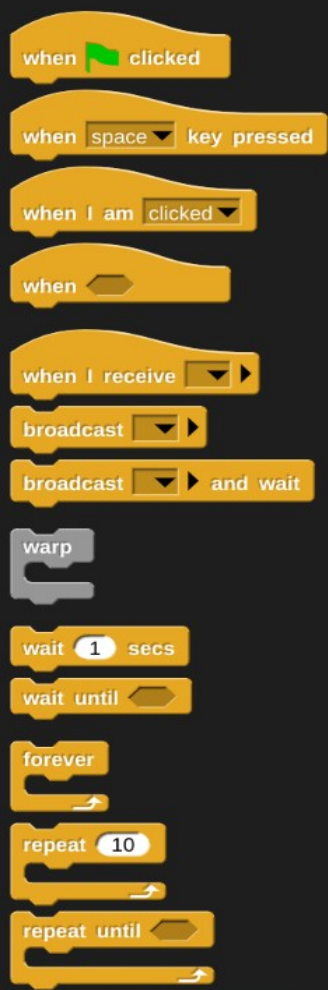 when clicked
when space key pressed
when I am clicked
when
when I receive
broadcast
broadcast and wait
warp
wait 1 secs
wait until
forever
repeat 10
repeat until